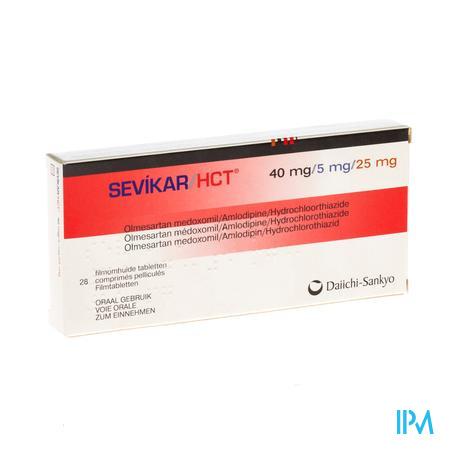 SEVÍKAR/HCT® 40 mg/5 mg/25 mg
Olmesartan medoxomil/Amlodipine/Hydrochloorthiazide
Olmésartan médoxomil/Amlodipine/Hydrochlorothiazide
Olmesartan medoxomil/Amlodipin/Hydrochlorothiazid
28 filmomhulde tabletten
comprimés pelliculés
Filmtabletten
ORAAL GEBRUIK
VOIE ORALE
ZUM EINNEHMEN
Daiichi-Sankyo
IPM